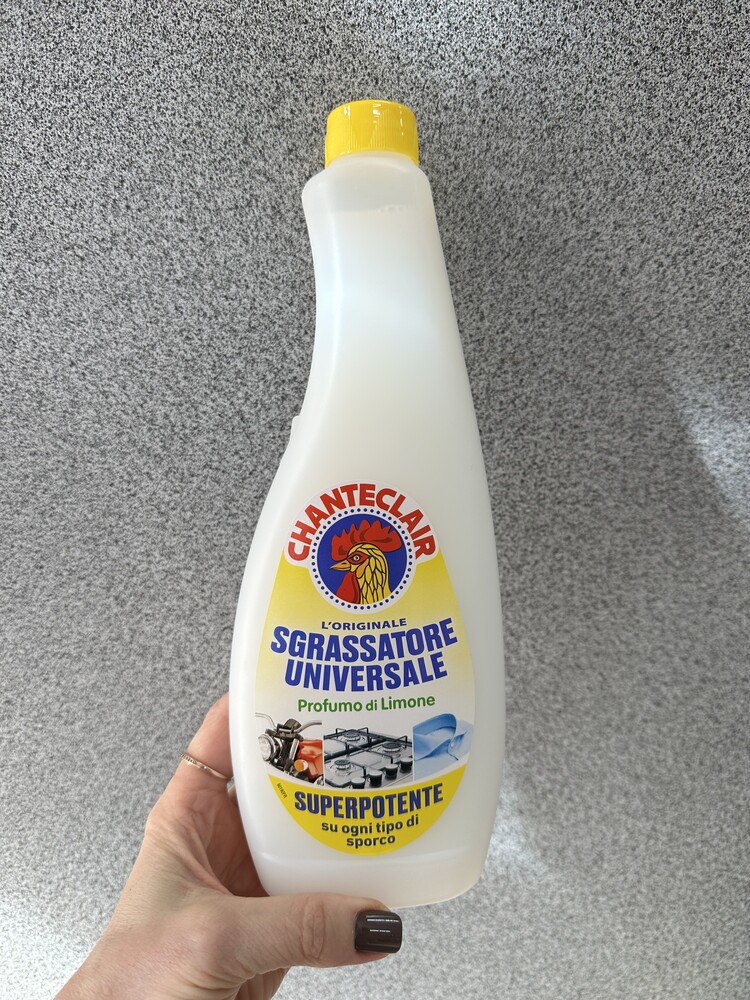 CHANTECLAIR
L'ORIGINALE
SGRASSATORE
UNIVERSALE
Profumo di Limone
SUPERPOTENTE
su ogni tipo di
sporco